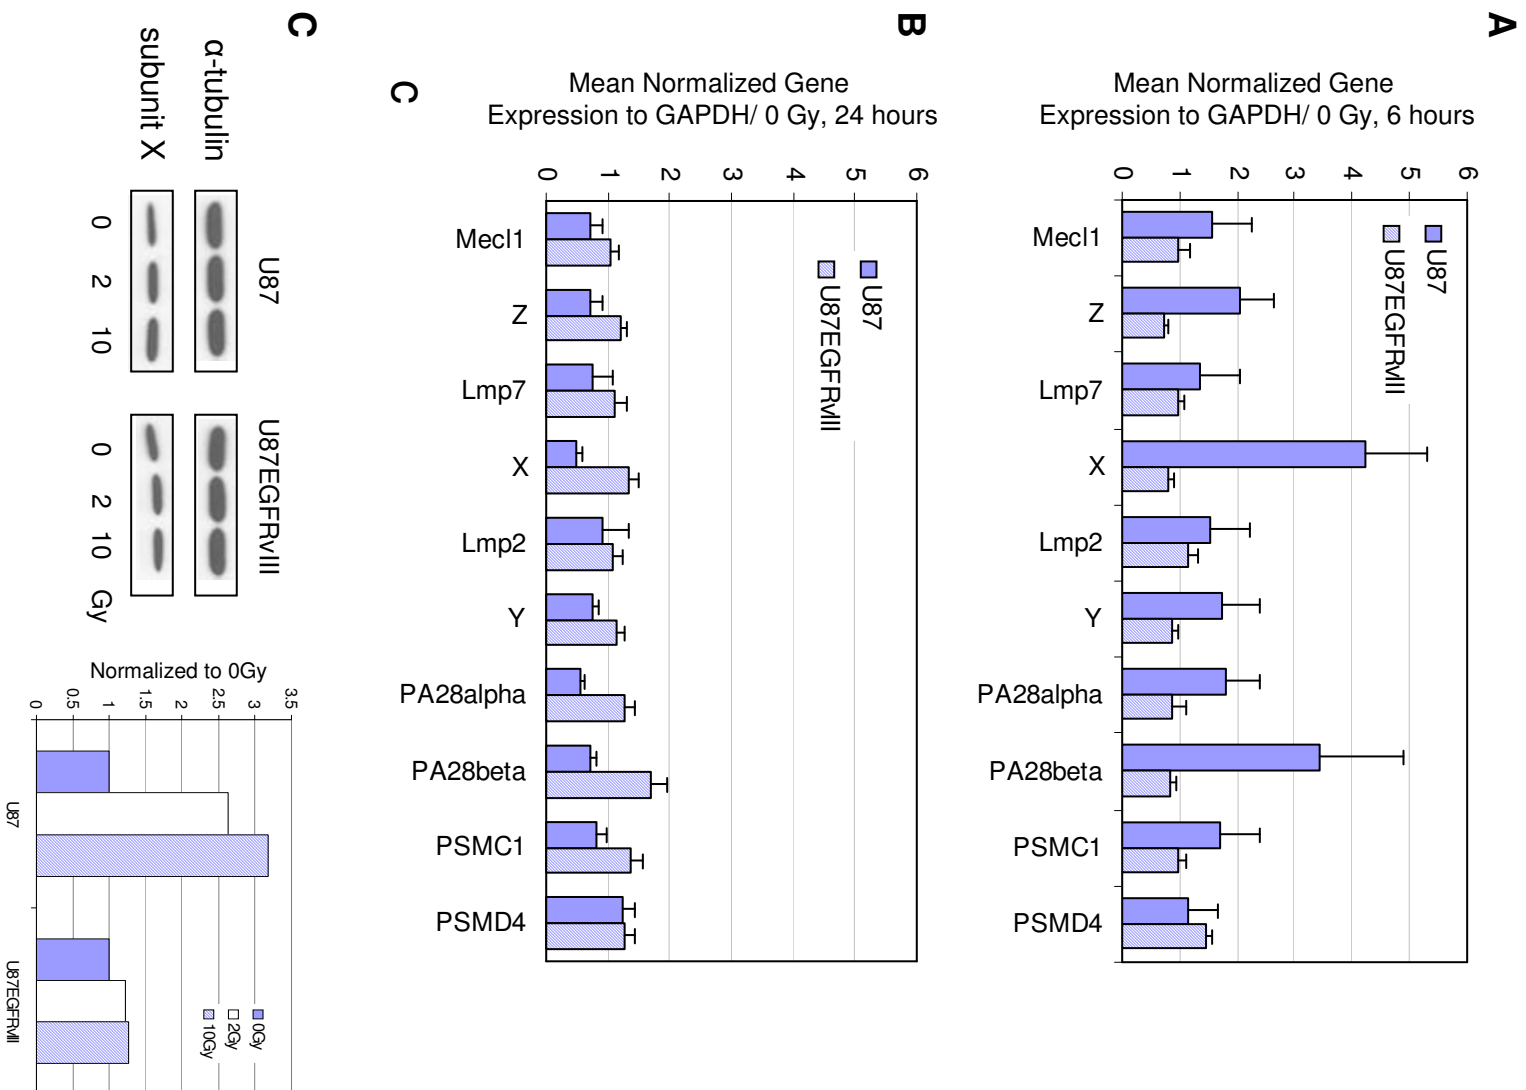 A
Mean Normalized Gene
Expression to GAPDH/ 0 Gy, 6 hours
0 1 2 3 4 5 6
U87
U87EGFRvIII
Mecl1
Z
Lmp7
X
Lmp2
Y
PA28alpha
PA28beta
PSMC1
PSMD4
B
Mean Normalized Gene
Expression to GAPDH/ 0 Gy, 24 hours
0 1 2 3 4 5 6
U87
U87EGFRvIII
Mecl1
Z
Lmp7
X
Lmp2
Y
PA28alpha
PA28beta
PSMC1
PSMD4
C
C
U87
U87EGFRvIII
α-tubulin
subunit X
0 2 10 0 2 10 Gy
Normalized to 0Gy
0 0.5 1 1.5 2 2.5 3 3.5
0Gy
2Gy
10Gy
U87
U87EGFRvIII